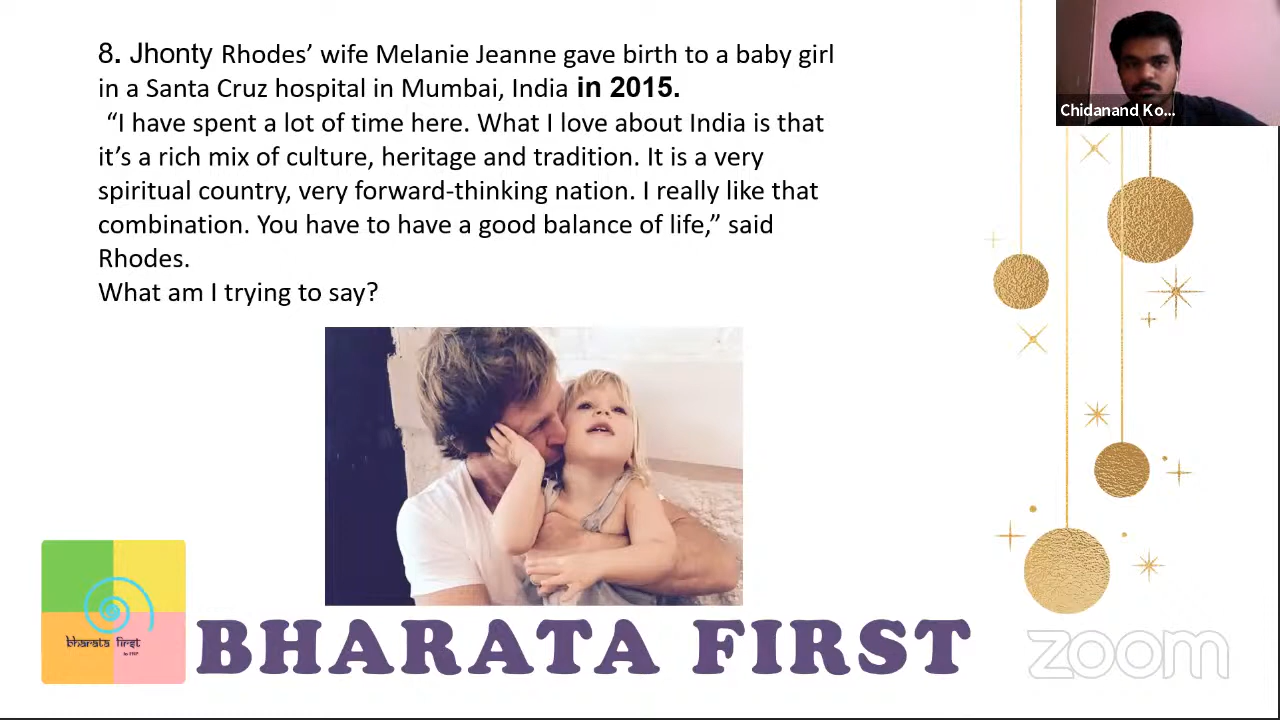 8. Jhonty Rhodes’ wife Melanie Jeanne gave birth to a baby girl
in a Santa Cruz hospital in Mumbai, India in 2015.
“I have spent a lot of time here. What I love about India is that
it’s a rich mix of culture, heritage and tradition. It is a very
spiritual country, very forward-thinking nation. I really like that
combination. You have to have a good balance of life,” said
Rhodes.
What am I trying to say?
Chidanand Ko...
bharata first
by FHF
BHARATA FIRST
zoom